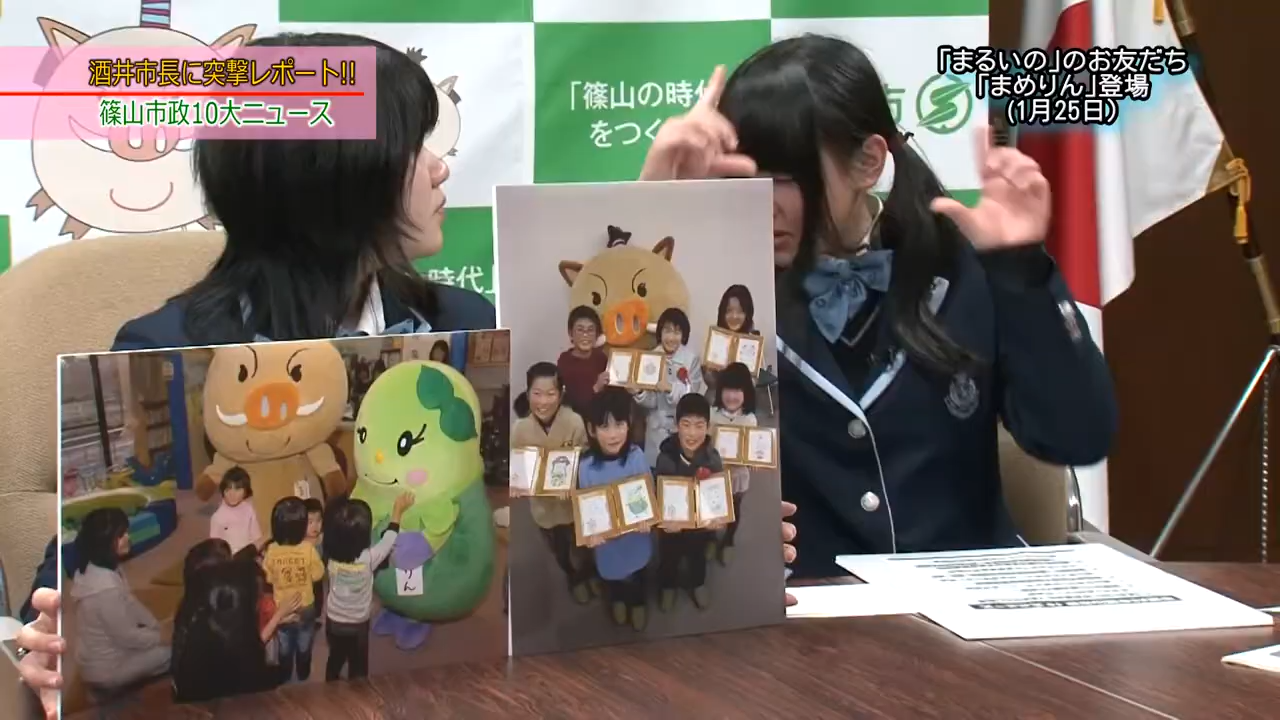 酒井市長に突撃レポート!!
篠山市政10大ニュース
「まるいの」のお友だち
「まめりん」登場
(1月25日)
「篠山の時代
をつく
市
時代」
りん